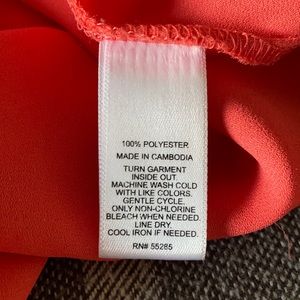 100% POLYESTER
MADE IN CAMBODIA
TURN GARMENT
INSIDE OUT.
MACHINE WASH COLD
WITH LIKE COLORS.
GENTLE CYCLE.
ONLY NON-CHLORINE
BLEACH WHEN NEEDED.
LINE DRY.
COOL IRON IF NEEDED.
RN# 55285